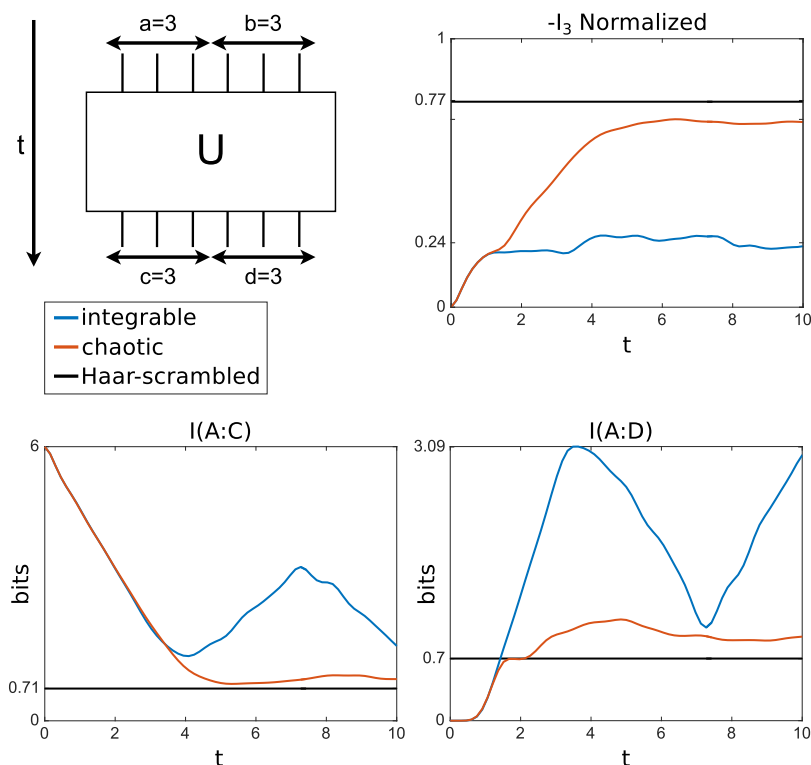 a=3 b=3
t
U
c=3 d=3
integrable
chaotic
Haar-scrambled
-I₃ Normalized
1
0.77
0.24
0
0 2 4 6 8 10
t
I(A:C)
6
bits
0.71
0
0 2 4 6 8 10
t
I(A:D)
3.09
bits
0.7
0
0 2 4 6 8 10
t